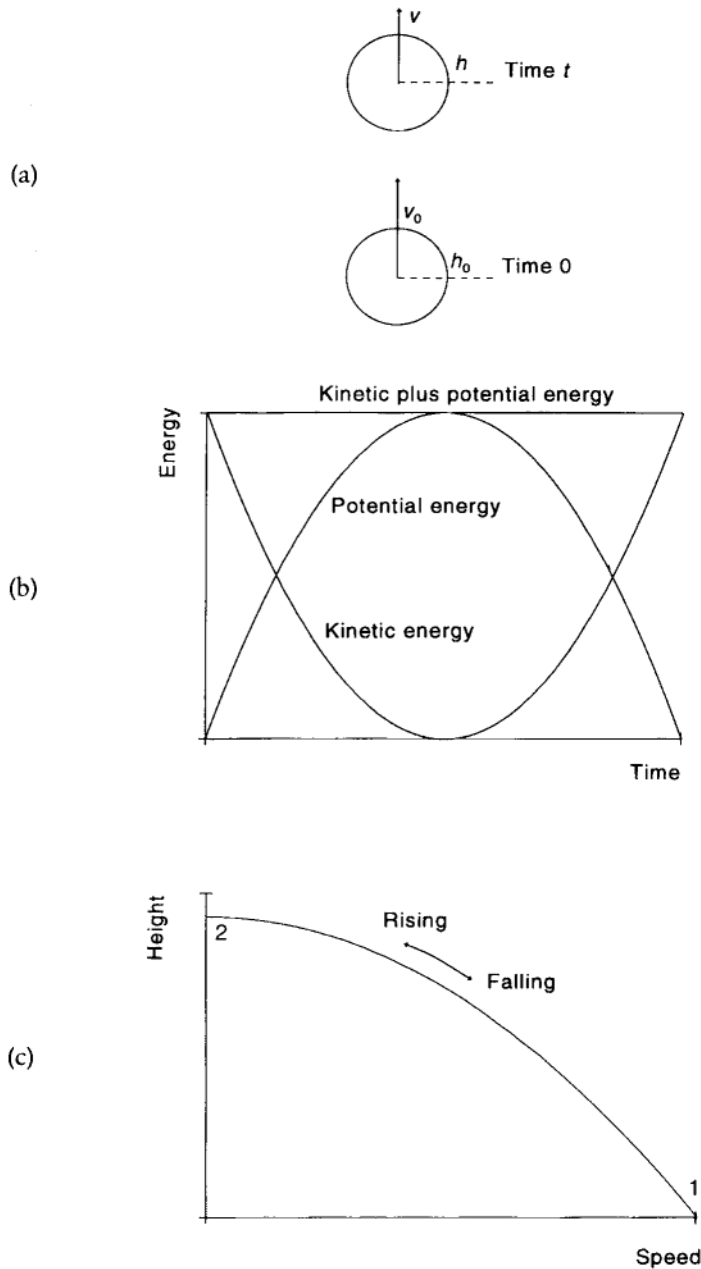 v
h
Time t
(a)
v₀
h₀
Time 0
Kinetic plus potential energy
Energy
Potential energy
(b)
Kinetic energy
Time
Height
2
Rising
Falling
(c)
1
Speed